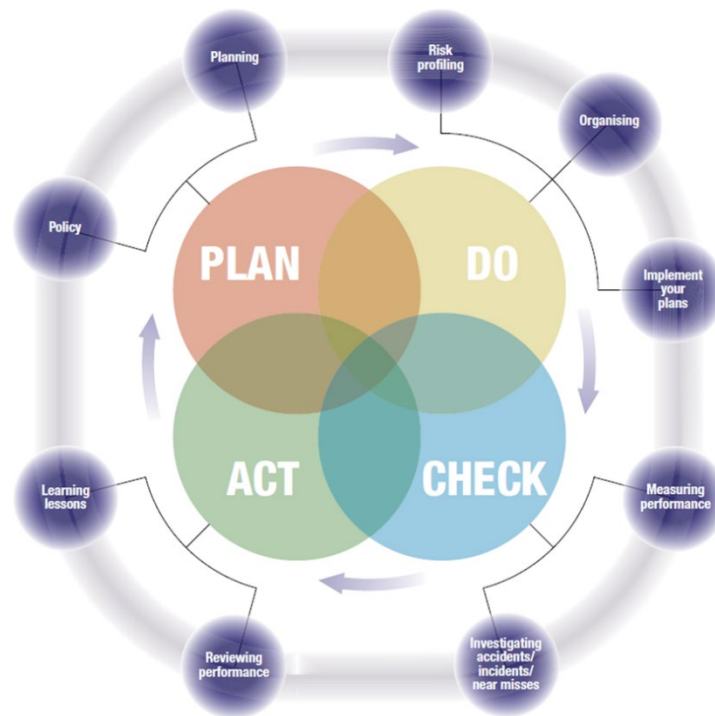 Planning
Risk
profiling
Organising
Policy
PLAN
DO
Implement
your
plans
ACT
CHECK
Learning
lessons
Measuring
performance
Reviewing
performance
Investigating
accidents/
incidents/
near misses